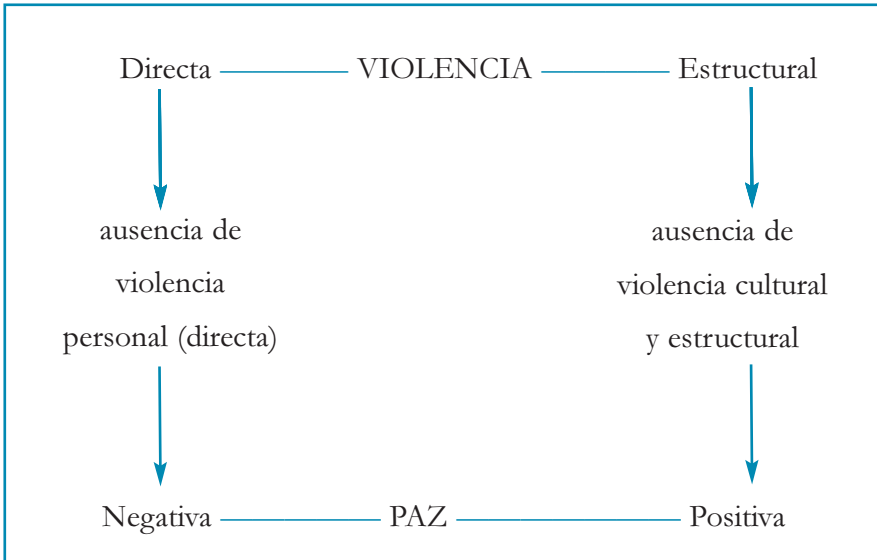 Directa VIOLENCIA Estructural
ausencia de
violencia
personal (directa)
ausencia de
violencia cultural
y estructural
Negativa PAZ Positiva